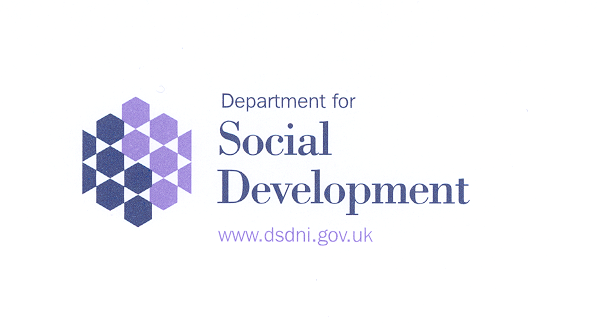 Department for
Social
Development
www.dsdni.gov.uk